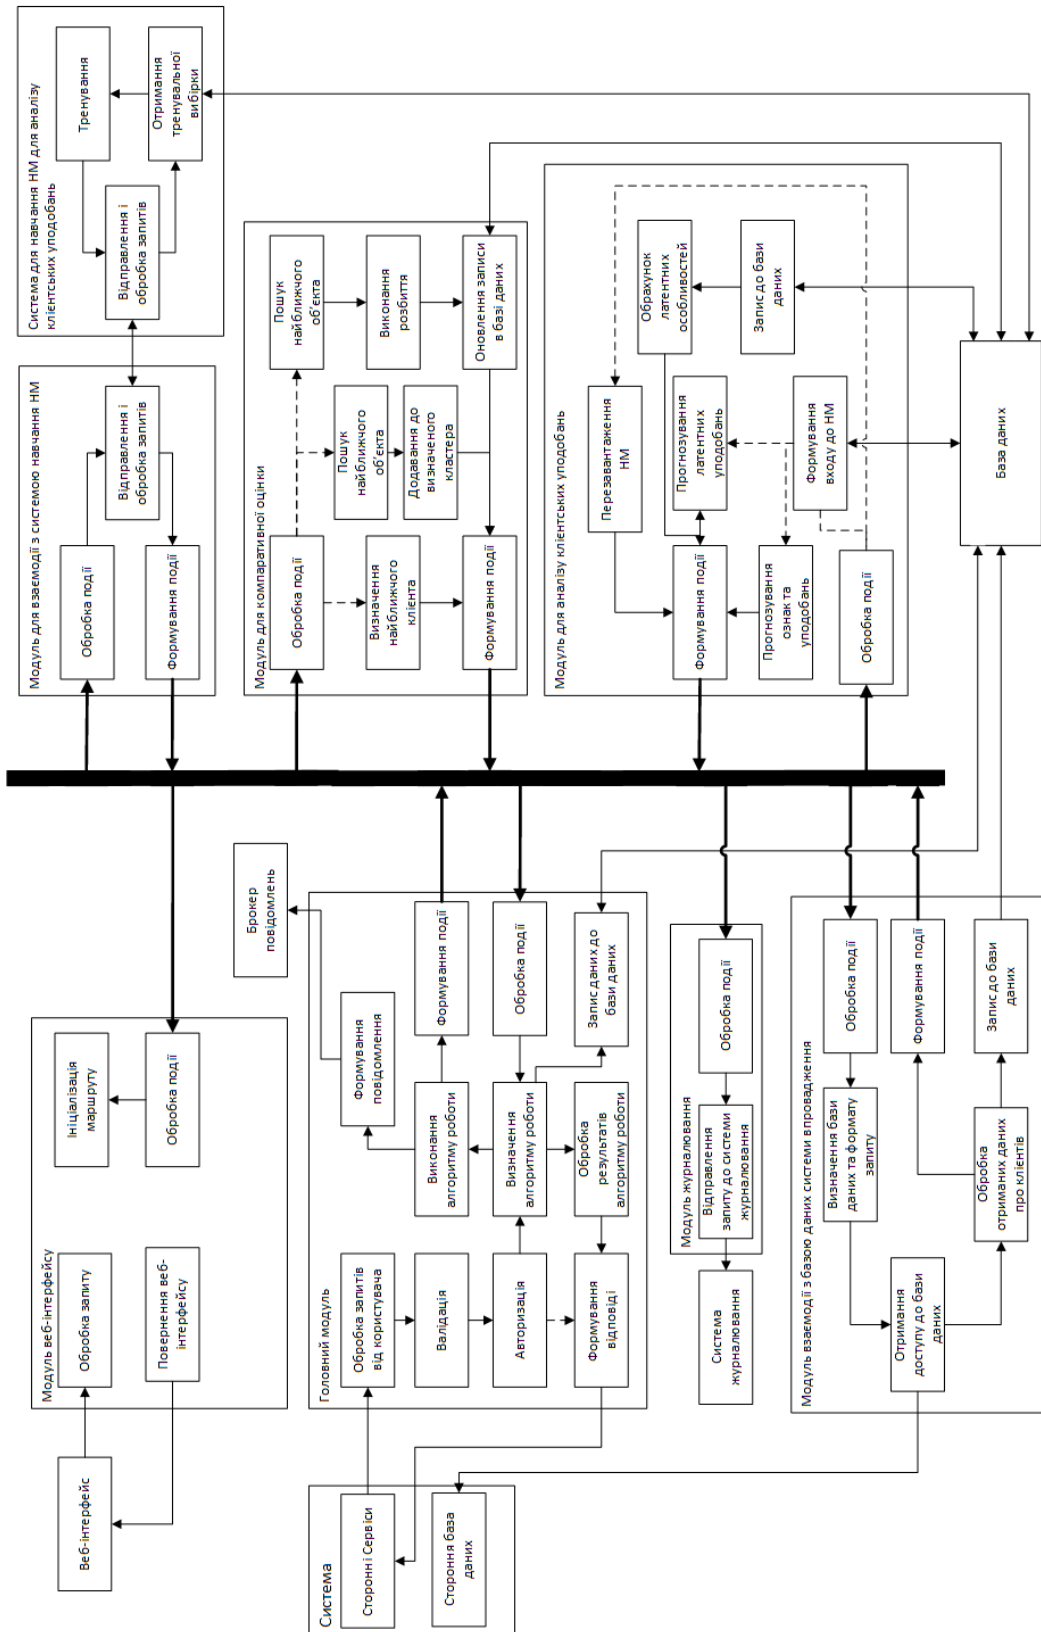 Система для навчання НМ для аналізу
клієнтських уподобань
Тренування
Отримання
тренувальної
вибірки
Відправлення і
обробка запитів
Модуль для взаємодії з системою навчання НМ
Відправлення і
обробка запитів
Обробка події
Формування події
Модуль для компаративної оцінки
Пошук
найближчого
об’єкта
Виконання
розбиття
Оновлення записи
в базі даних
Пошук
найближчого
об’єкта
Додавання до
визначеного
кластера
Обробка події
Визначення
найближчого
клієнта
Формування події
Модуль для аналізу клієнтських уподобань
Обрахунок
латентних
особливостей
Запис до бази
даних
Перезавантаження
НМ
Прогнозування
латентних
уподобань
Формування
входу до НМ
Формування події
Прогнозування
ознак та
уподобань
Обробка події
База даних
Брокер
повідомлень
Модуль веб-інтерфейсу
Ініціалізація
маршруту
Обробка події
Обробка запиту
Повернення веб-
інтерфейсу
Веб-інтерфейс
Головний модуль
Формування
повідомлення
Формування події
Обробка події
Запис даних до
бази даних
Виконання
алгоритму роботи
Визначення
алгоритму роботи
Обробка
результатів
алгоритму роботи
Обробка запитів
від користувача
Валідація
Авторизація
Формування
відповіді
Система
Сторонні Сервіси
Стороння база
даних
Модуль журналювання
Обробка події
Відправлення
запиту до системи
журналювання
Система
журналювання
Модуль взаємодії з базою даних системи впровадження
Обробка події
Формування події
Запис до бази
даних
Визначення бази
даних та формату
запиту
Обробка
отриманих даних
про клієнтів
Отримання
доступу до бази
даних